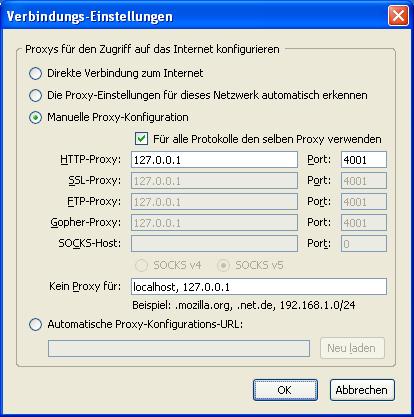 Verbindungs-Einstellungen
Proxys für den Zugriff auf das Internet konfigurieren
Direkte Verbindung zum Internet
Die Proxy-Einstellungen für dieses Netzwerk automatisch erkennen
Manuelle Proxy-Konfiguration
Für alle Protokolle den selben Proxy verwenden
HTTP-Proxy: 127.0.0.1 Port: 4001
SSL-Proxy: 127.0.0.1 Port: 4001
FTP-Proxy: 127.0.0.1 Port: 4001
Gopher-Proxy: 127.0.0.1 Port: 4001
SOCKS-Host: Port: 0
SOCKS v4 SOCKS v5
Kein Proxy für: localhost, 127.0.0.1
Beispiel: .mozilla.org, .net.de, 192.168.1.0/24
Automatische Proxy-Konfigurations-URL:
Neu laden
OK Abbrechen